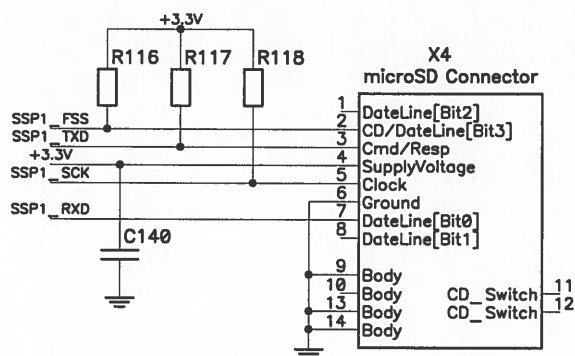 +3.3V
R116 R117 R118
X4
microSD Connector
SSP1_FSS
SSP1_TXD
+3.3V
SSP1_SCK
SSP1_RXD
C140
1 DateLine[Bit2]
2 CD/DateLine[Bit3]
3 Cmd/Resp
4 SupplyVoltage
5 Clock
6 Ground
7 DateLine[Bit0]
8 DateLine[Bit1]
9 Body
10 Body CD_Switch 11
13 Body CD_Switch 12
14 Body